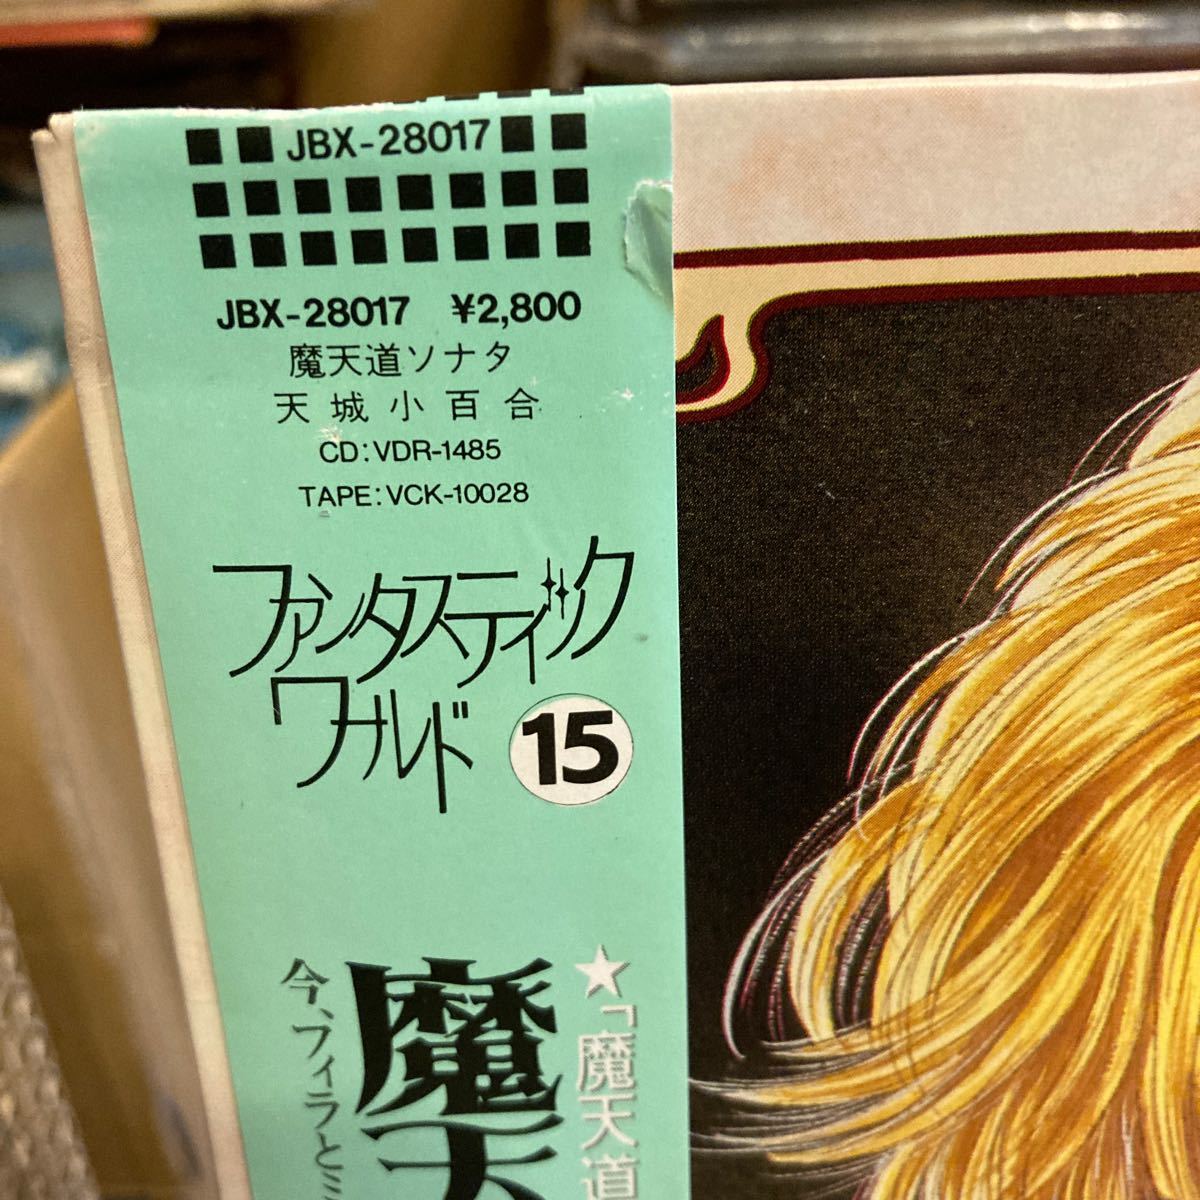 JBX-28017
JBX-28017 ¥2,800
魔天道ソナタ
天城小百合
CD:VDR-1485
TAPE:VCK-10028
ファンタスティック
ワールド 15
★「魔天道
魔天
今、フィラとミ